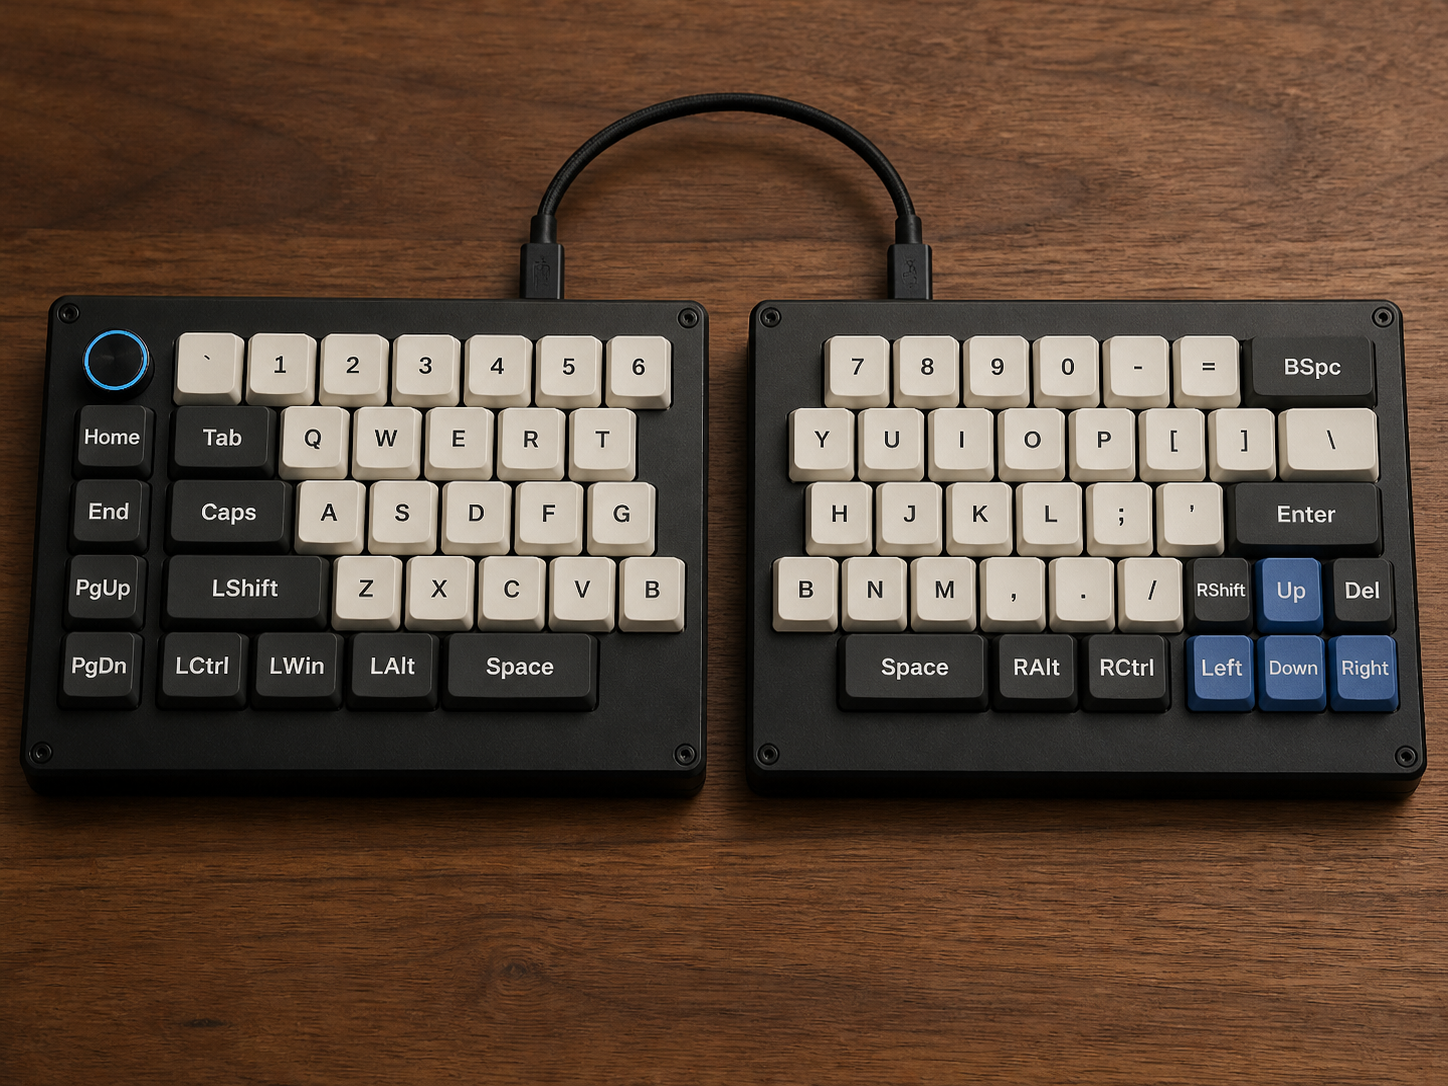 ` 1 2 3 4 5 6
Home Tab Q W E R T
End Caps A S D F G
PgUp LShift Z X C V B
PgDn LCtrl LWin LAlt Space
7 8 9 0 - = BSpc
Y U I O P [ ] \
H J K L ; ' Enter
B N M , . / RShift Up Del
Space RAlt RCtrl Left Down Right